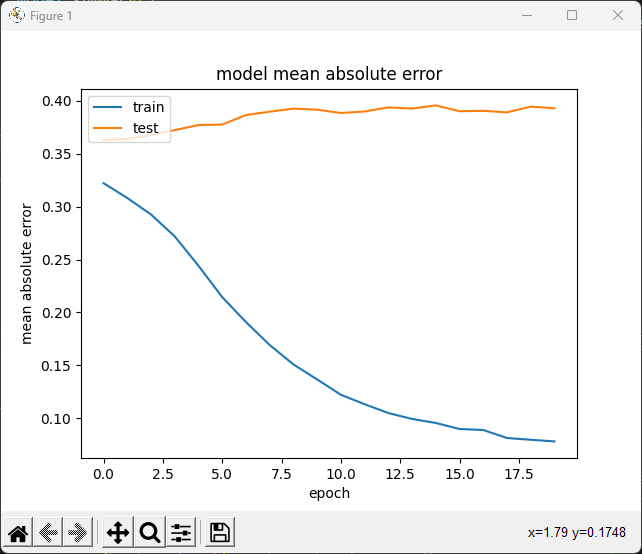 Figure 1
model mean absolute error
train
test
0.40
0.35
0.30
0.25
0.20
0.15
0.10
mean absolute error
0.0 2.5 5.0 7.5 10.0 12.5 15.0 17.5
epoch
x=1.79 y=0.1748